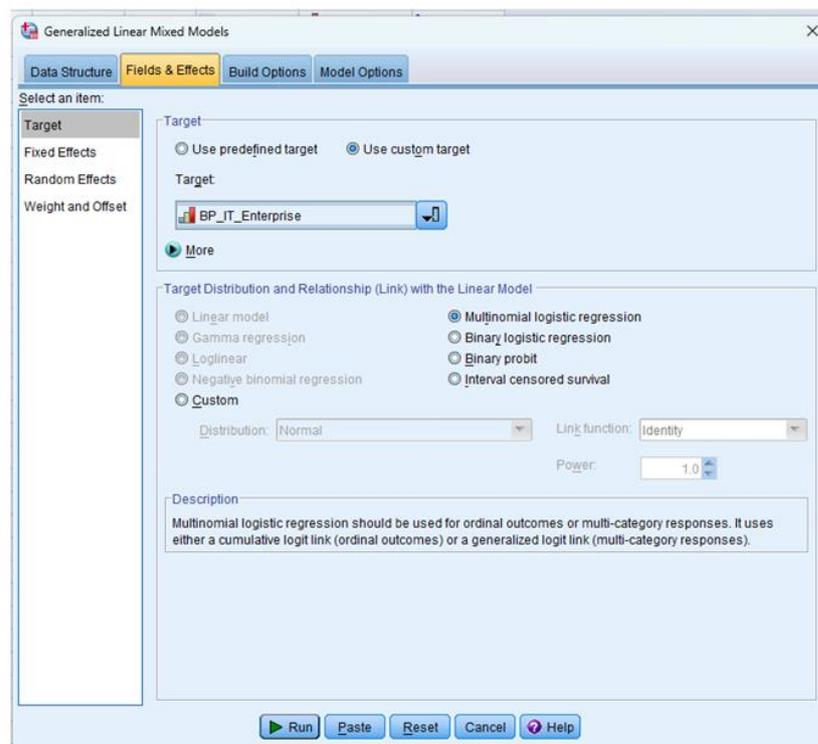 Generalized Linear Mixed Models
Data Structure Fields & Effects Build Options Model Options
Select an item:
Target
Fixed Effects
Random Effects
Weight and Offset
Target
Use predefined target Use custom target
Target:
BP_IT_Enterprise
More
Target Distribution and Relationship (Link) with the Linear Model
Linear model Multinomial logistic regression
Gamma regression Binary logistic regression
Loglinear Binary probit
Negative binomial regression Interval censored survival
Custom
Distribution: Normal Link function: Identity
Power: 1.0
Description
Multinomial logistic regression should be used for ordinal outcomes or multi-category responses. It uses
either a cumulative logit link (ordinal outcomes) or a generalized logit link (multi-category responses).
Run Paste Reset Cancel Help